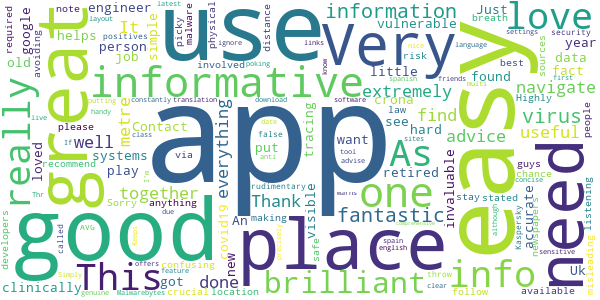 app
use
good
place
easy
great
very
need
love
informative
This
really
one
info
As
brilliant
fantastic
information
extremely
navigate
virus
advice
useful
find
well
everything
together
systems
play
metre
simple
engineer
helps
It
person
job
vulnerable
risk
little
involved
picky
malware
physical
distance
note
google
avoiding
old
layout
required
fact
please
If
loved
recommend
handy
live
class
constantly
translation
via
tool
anti
put
false
due
download
software
want
advise
date
rudimentary
tracing
Contact
covid19
new
Thank
done
got
An
making
visible
safe
called
confusing
Sorry
anything
developers
AVG
offers
feature
crucial
location
genuine
Malwarebytes
Simply
clinically
hard
see
law
retired
crona
found
year
data
sources
best
breath
poking
positives
ignore
links
latest
security
settings
language
multi
first
spanish
friends
nice
know
sites
spain
english
although
concise
clear
throw
follow
sensitive
available
Uk
misleading
listening
newspapers
Kaspersky
accurate
invaluable
stay
stated
chance
guys
Highly
Just
people
putting
I'm